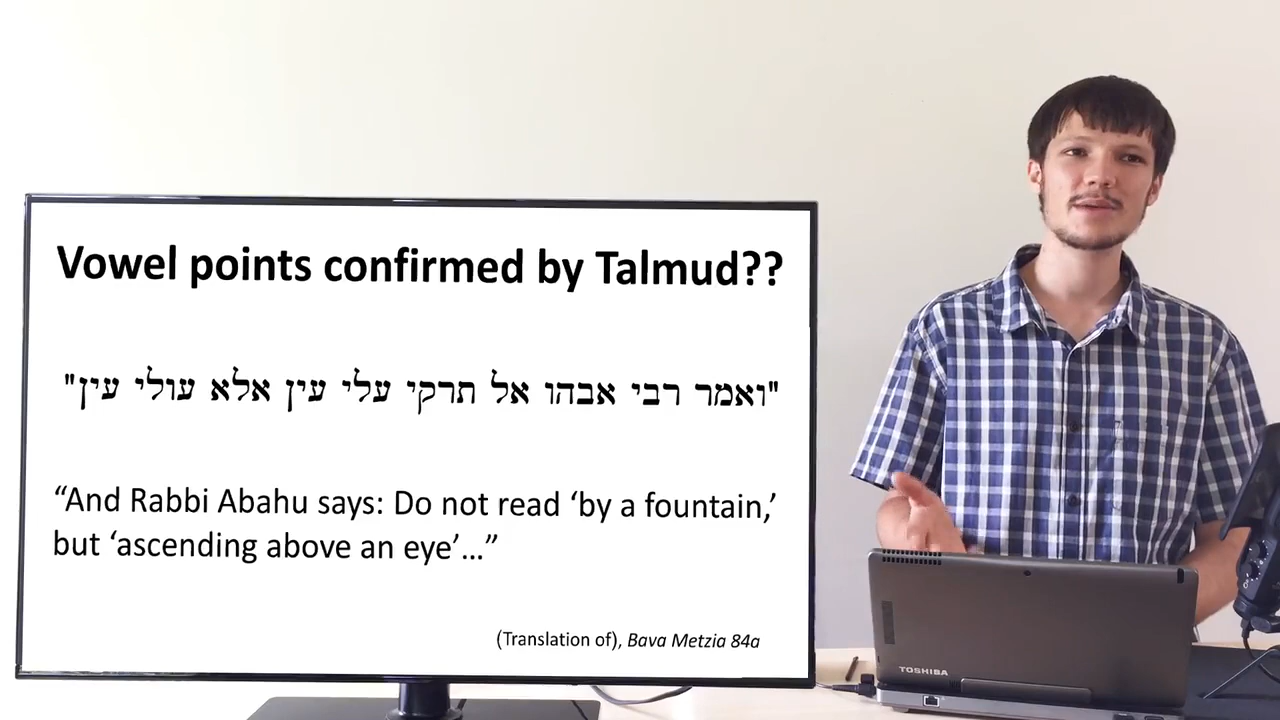 Vowel points confirmed by Talmud??
"ואמר רבי אבהו אל תרקי עלי עין אלא עולי עין"
“And Rabbi Abahu says: Do not read ‘by a fountain,’
but ‘ascending above an eye’…”
(Translation of), Bava Metzia 84a
TOSHIBA